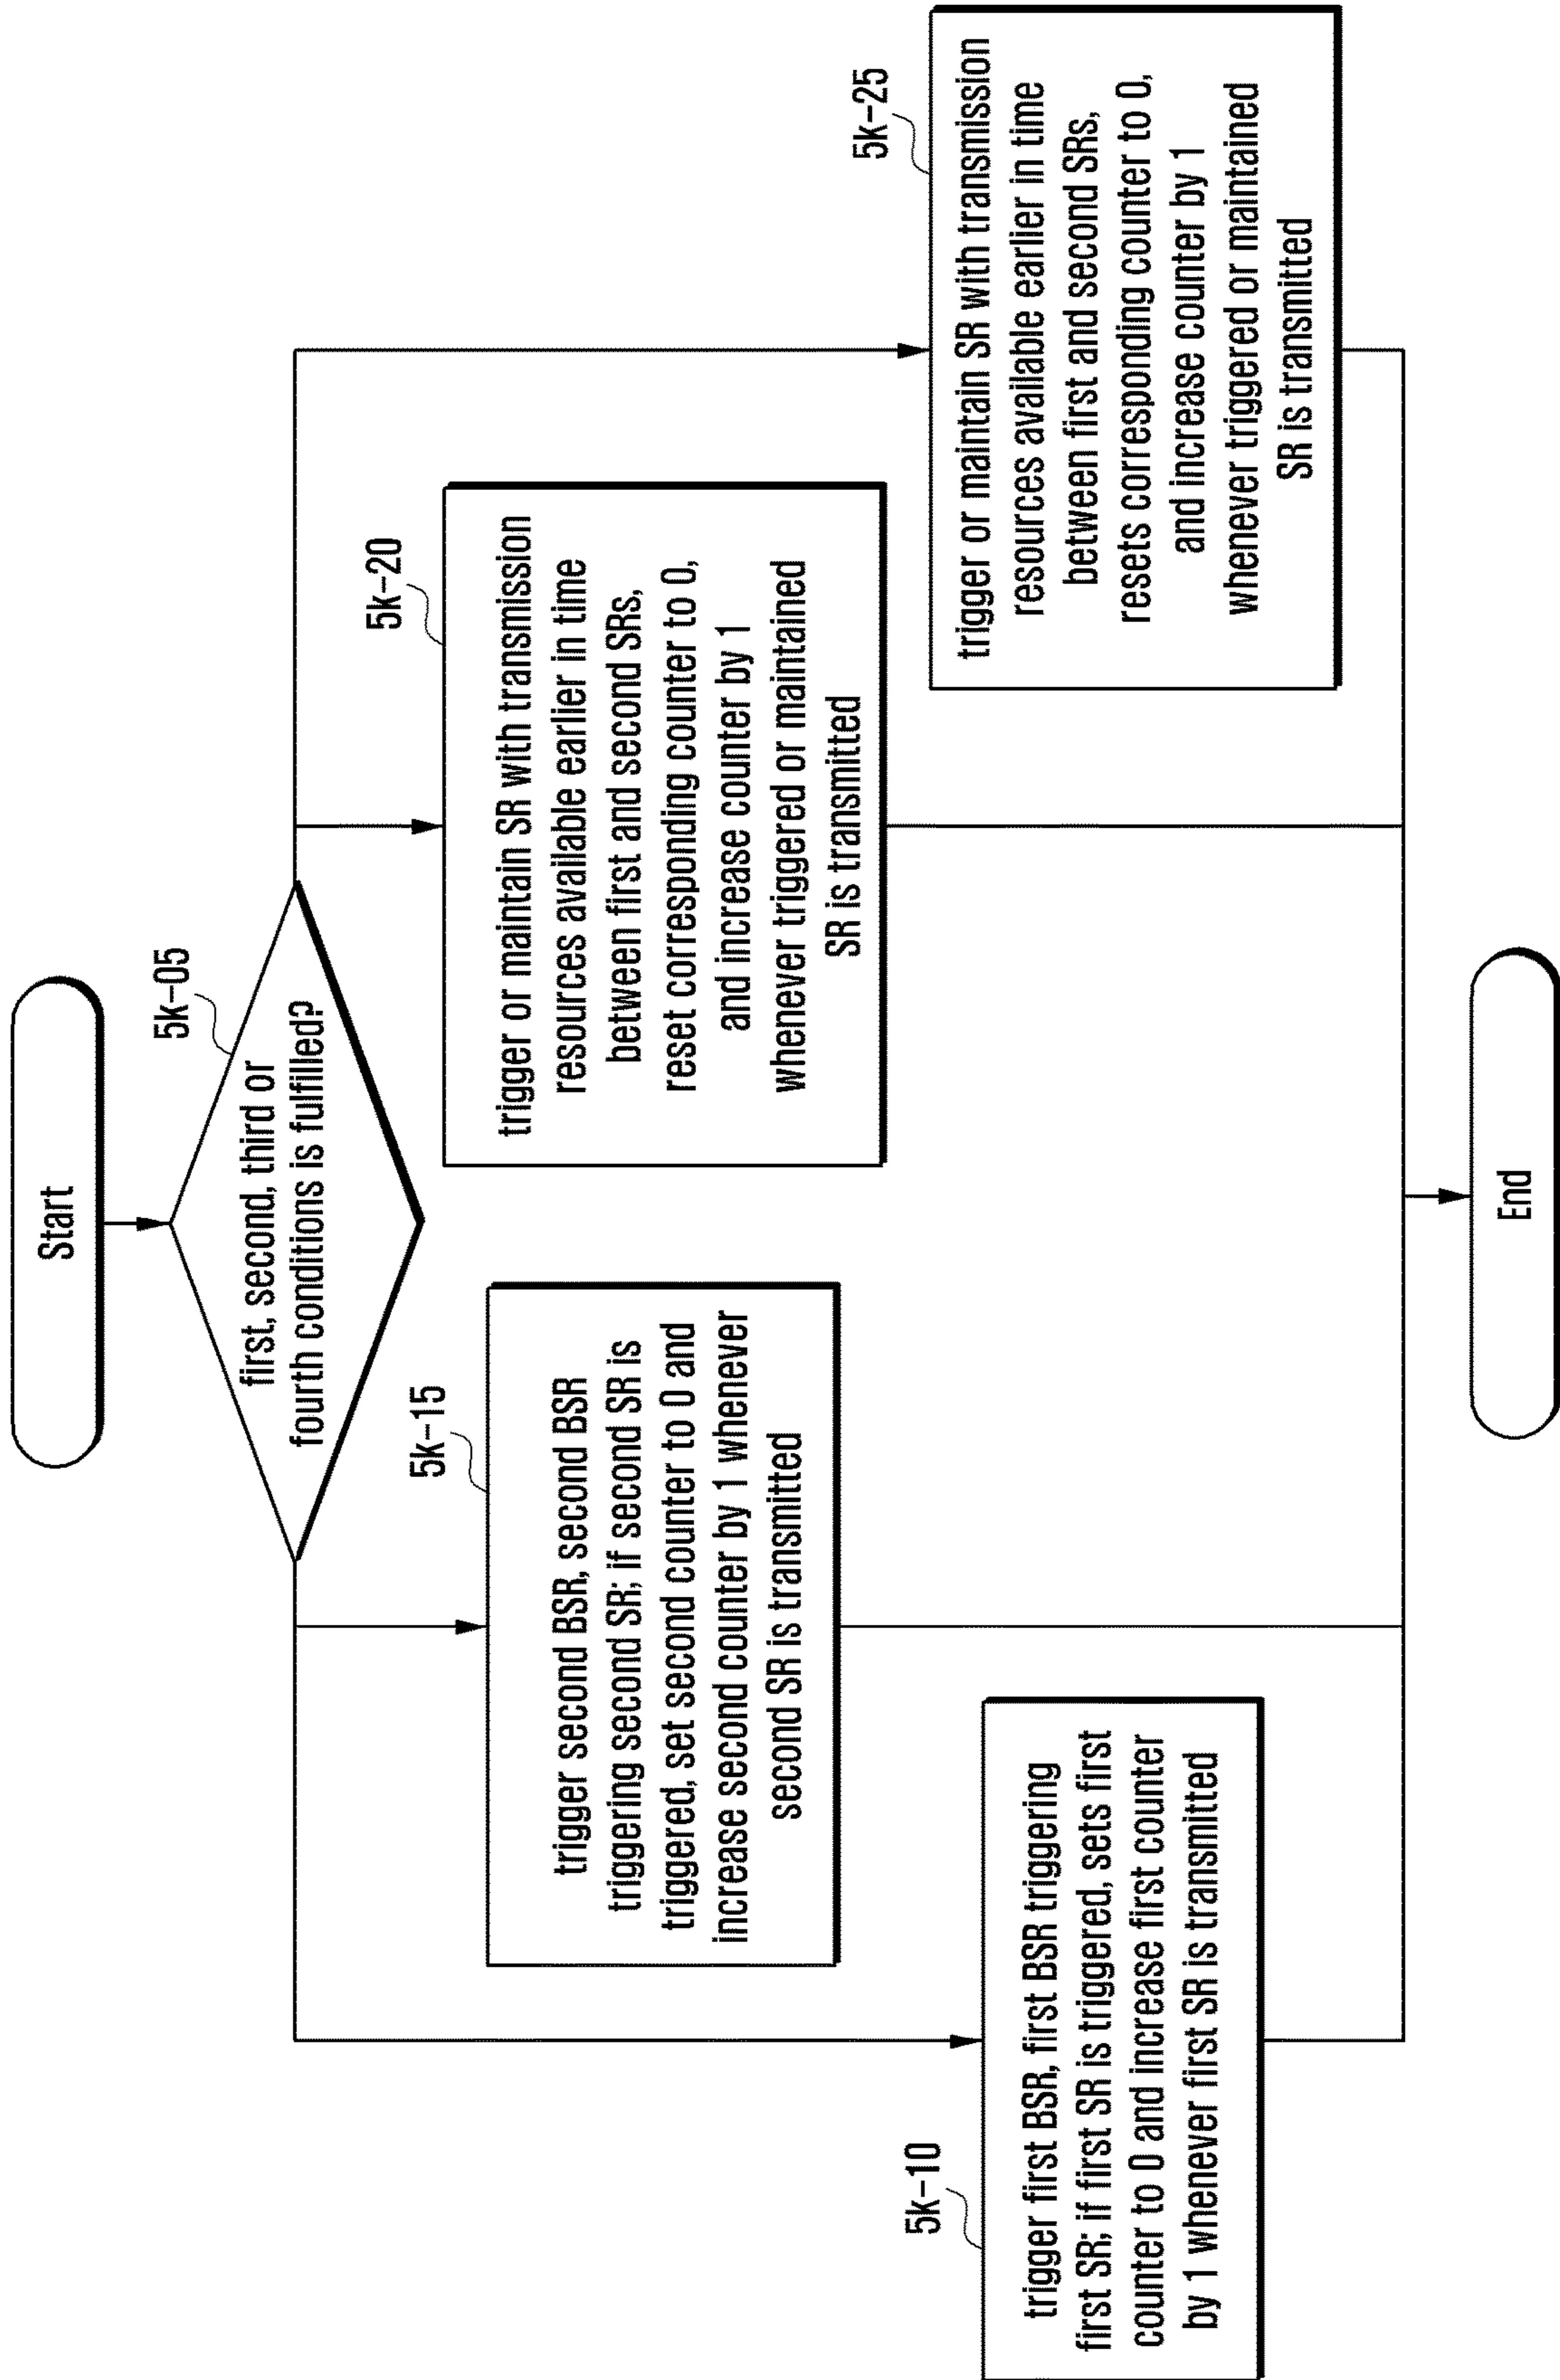 Start
5k-05
first, second, third or
fourth conditions is fulfilled?
5k-10
trigger first BSR, first BSR triggering
first SR; if first SR is triggered, sets first
counter to 0 and increase first counter
by 1 whenever first SR is transmitted
5k-15
trigger second BSR, second BSR
triggering second SR; if second SR is
triggered, set second counter to 0 and
increase second counter by 1 whenever
second SR is transmitted
5k-20
trigger or maintain SR with transmission
resources available earlier in time
between first and second SRs,
reset corresponding counter to 0,
and increase counter by 1
whenever triggered or maintained
SR is transmitted
5k-25
trigger or maintain SR with transmission
resources available earlier in time
between first and second SRs,
resets corresponding counter to 0,
and increase counter by 1
whenever triggered or maintained
SR is transmitted
End